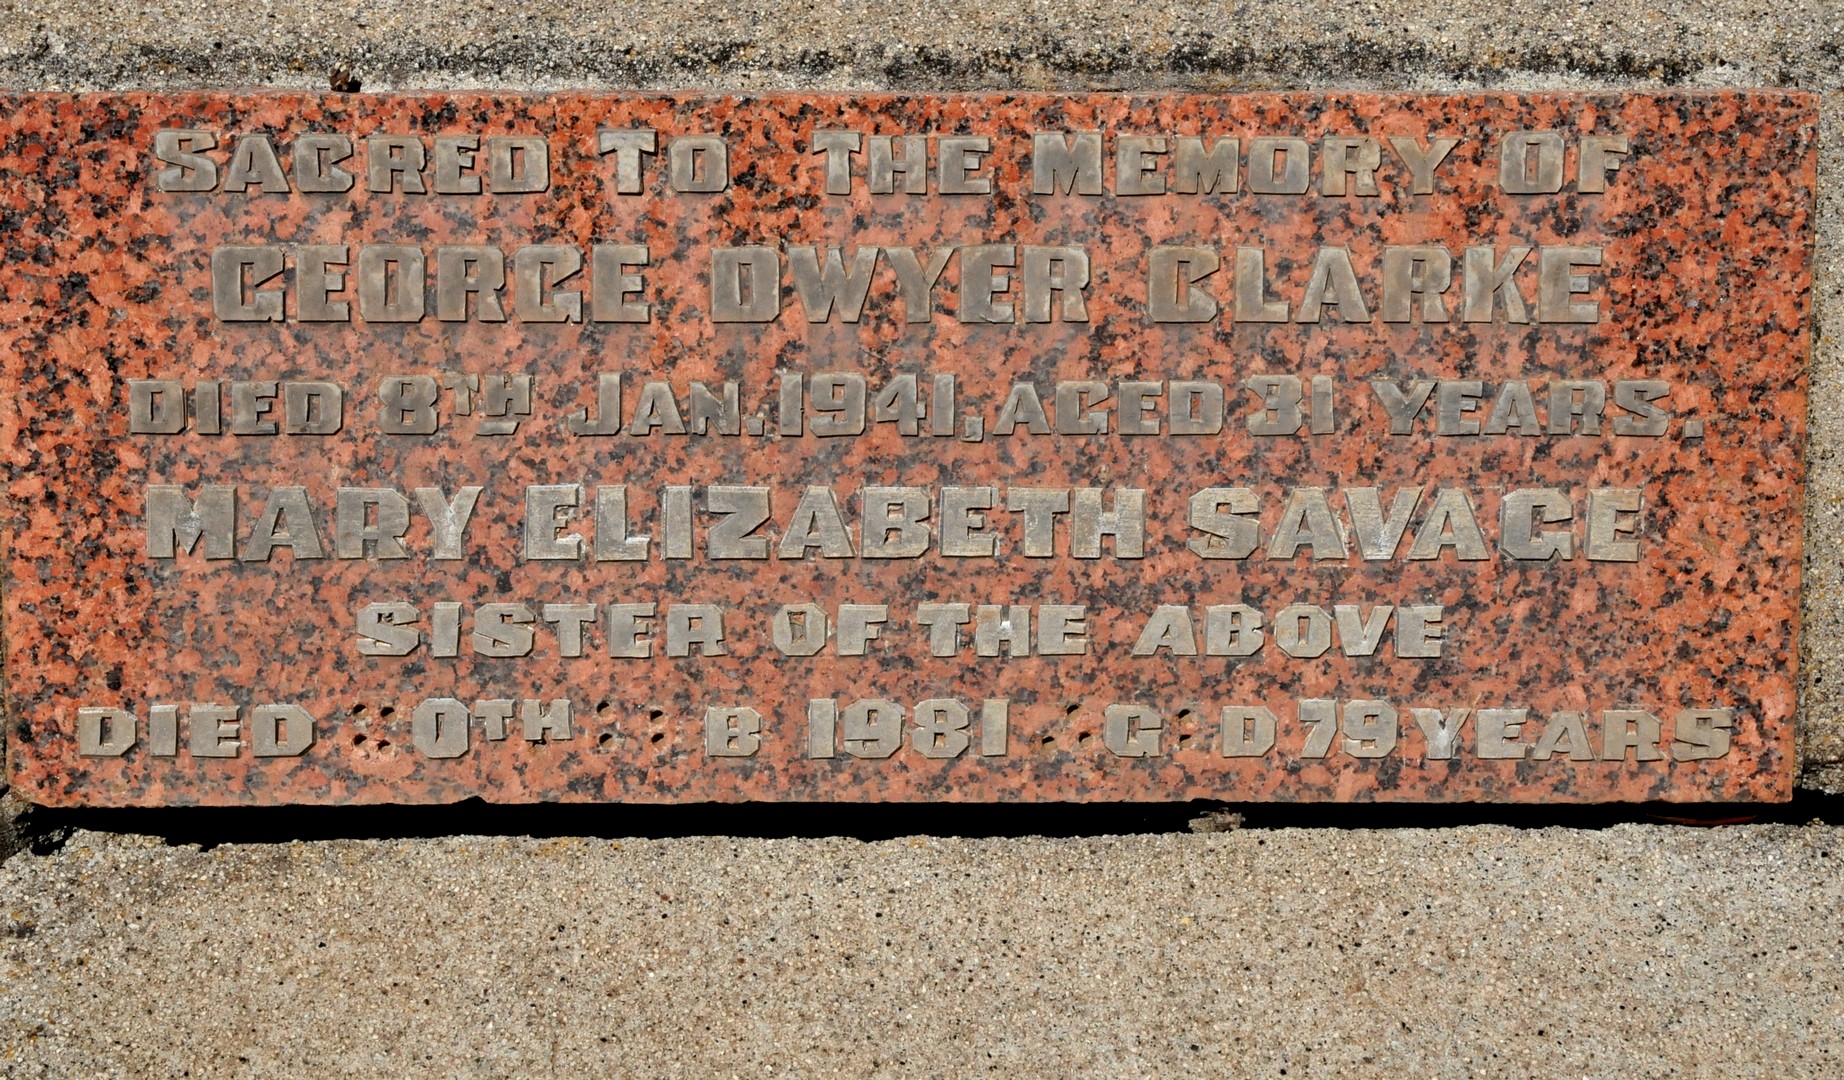 SACRED TO THE MEMORY OF
GEORGE DWYER CLARKE
DIED 8TH JAN. 1941, AGED 31 YEARS.
MARY ELIZABETH SAVAGE
SISTER OF THE ABOVE
DIED 0TH B 1981 G D 79 YEARS